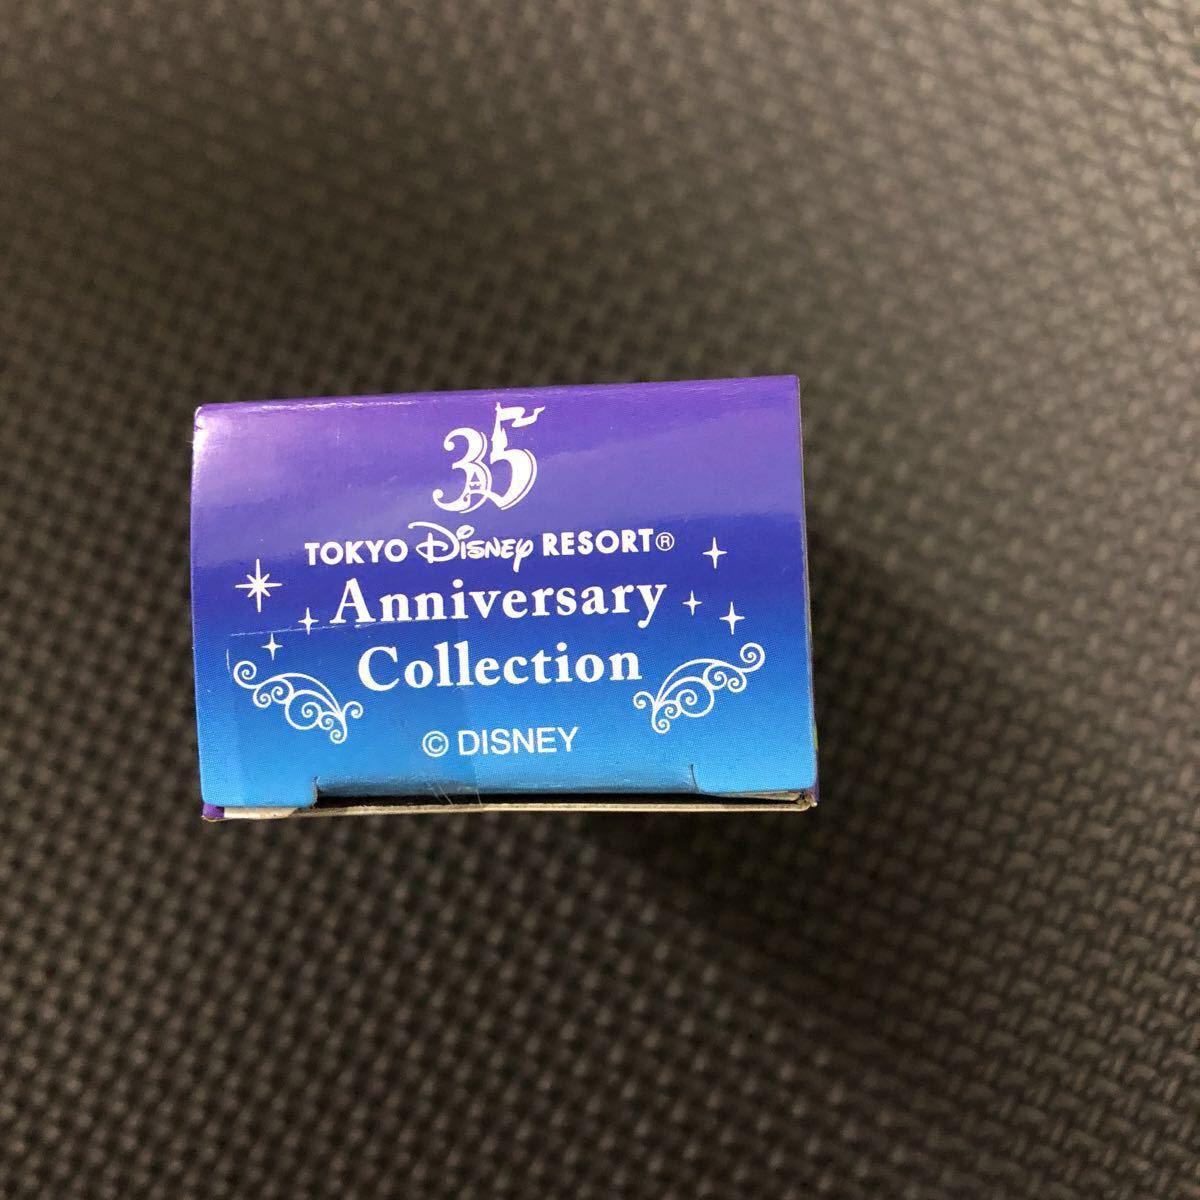 35
TOKYO Disney RESORT®
Anniversary
Collection
© DISNEY